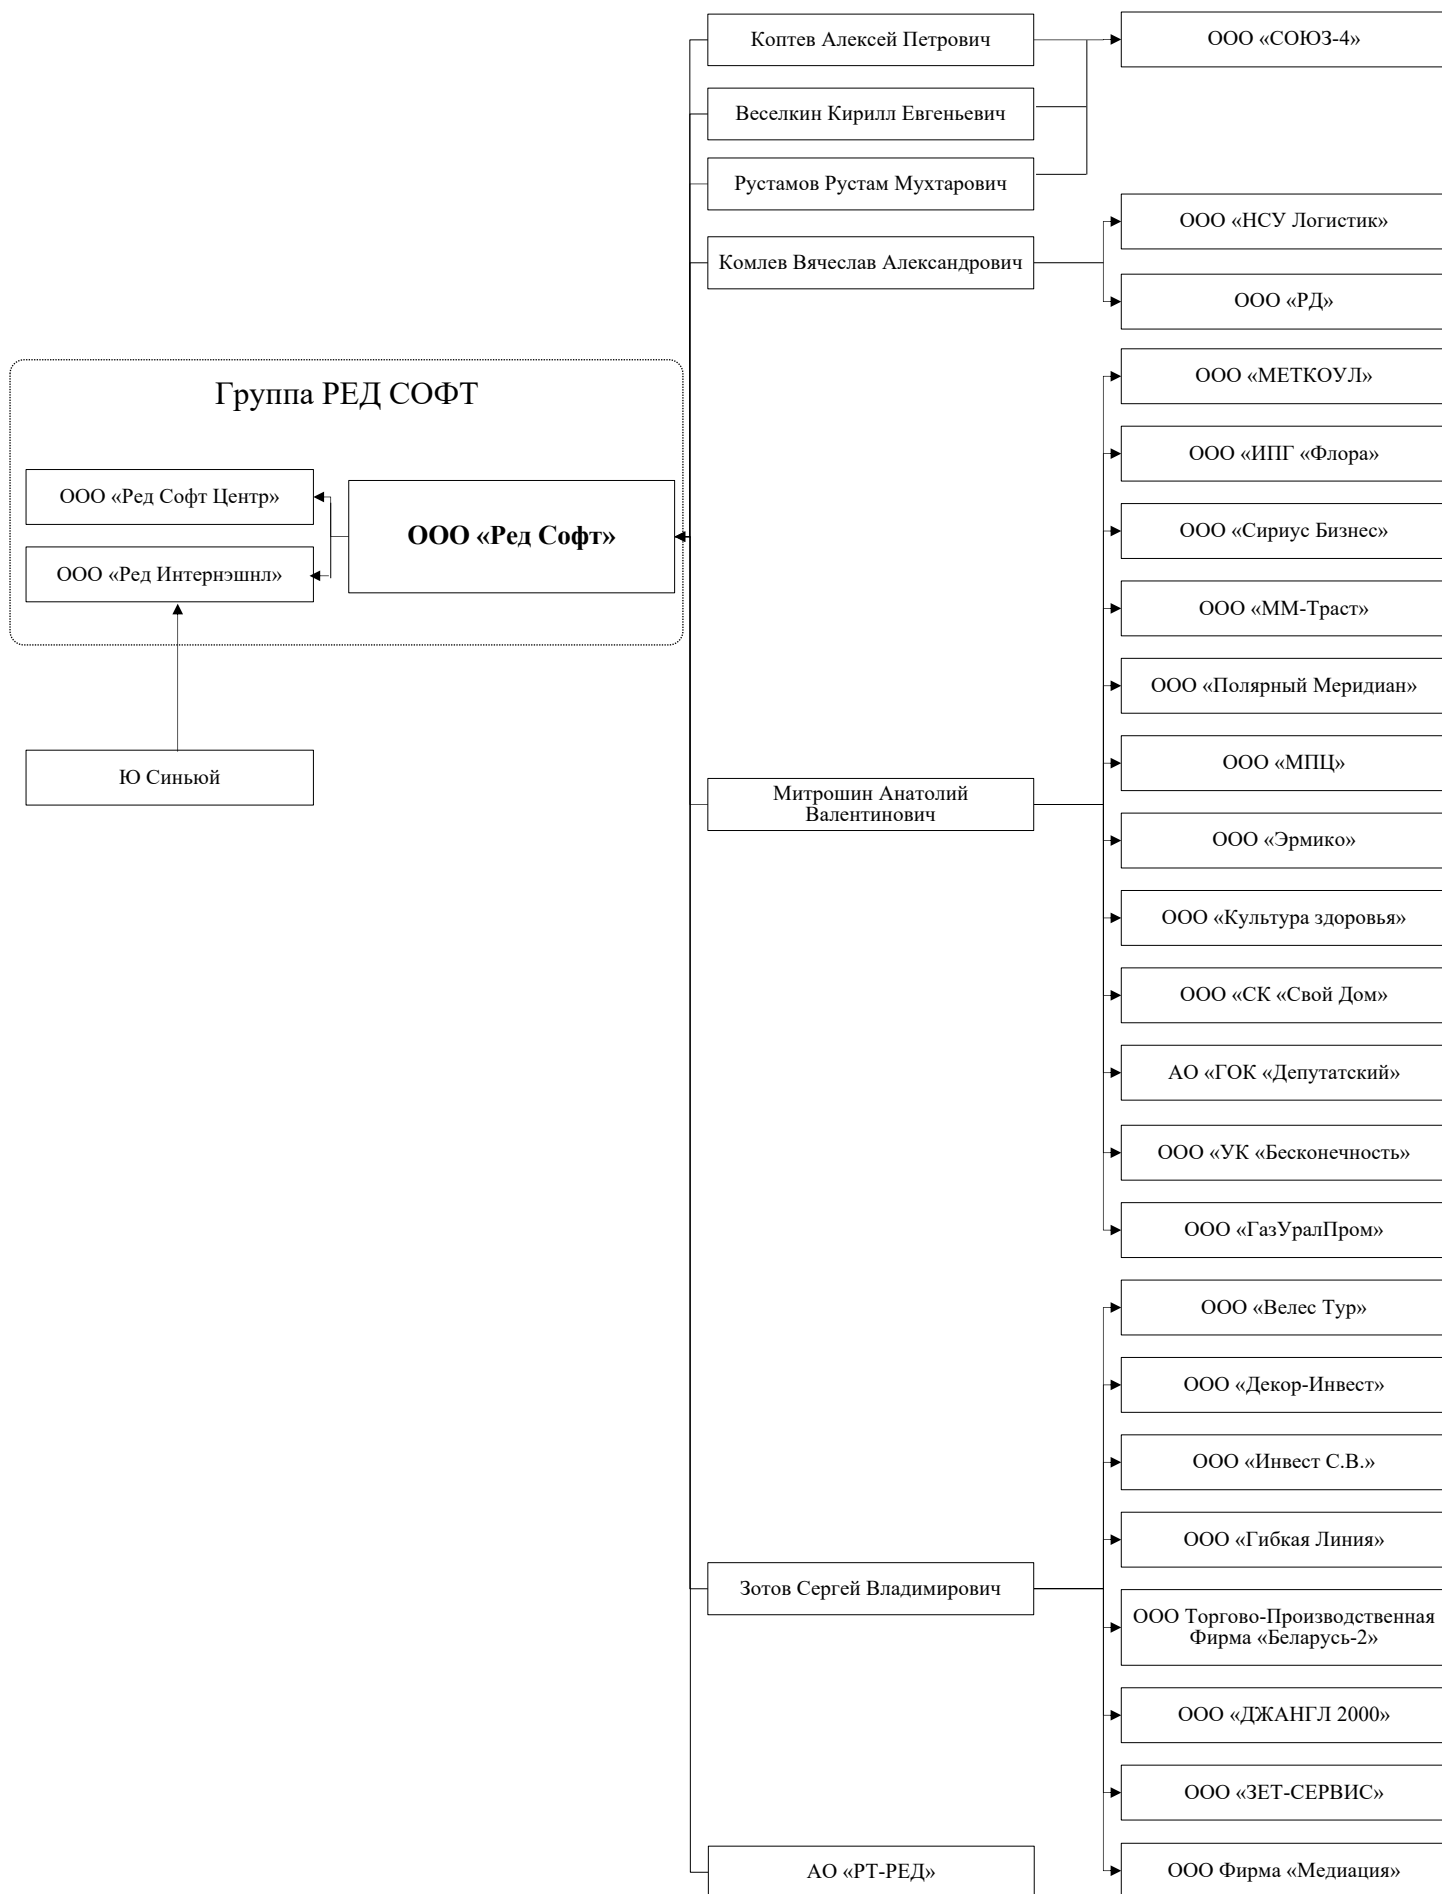 Коптев Алексей Петрович
ООО «СОЮЗ-4»
Веселкин Кирилл Евгеньевич
Рустамов Рустам Мухтарович
ООО «НСУ Логистик»
Комлев Вячеслав Александрович
ООО «РД»
Группа РЕД СОФТ
ООО «Ред Софт Центр»
ООО «Ред Софт»
ООО «Ред Интернэшнл»
Ю Синьюй
ООО «МЕТКОУЛ»
ООО «ИПГ «Флора»
ООО «Сириус Бизнес»
ООО «ММ-Траст»
ООО «Полярный Меридиан»
ООО «МПЦ»
Митрошин Анатолий
Валентинович
ООО «Эрмико»
ООО «Культура здоровья»
ООО «СК «Свой Дом»
АО «ГОК «Депутатский»
ООО «УК «Бесконечность»
ООО «ГазУралПром»
ООО «Велес Тур»
ООО «Декор-Инвест»
ООО «Инвест С.В.»
ООО «Гибкая Линия»
Зотов Сергей Владимирович
ООО Торгово-Производственная
Фирма «Беларусь-2»
ООО «ДЖАНГЛ 2000»
ООО «ЗЕТ-СЕРВИС»
АО «РТ-РЕД»
ООО Фирма «Медиация»